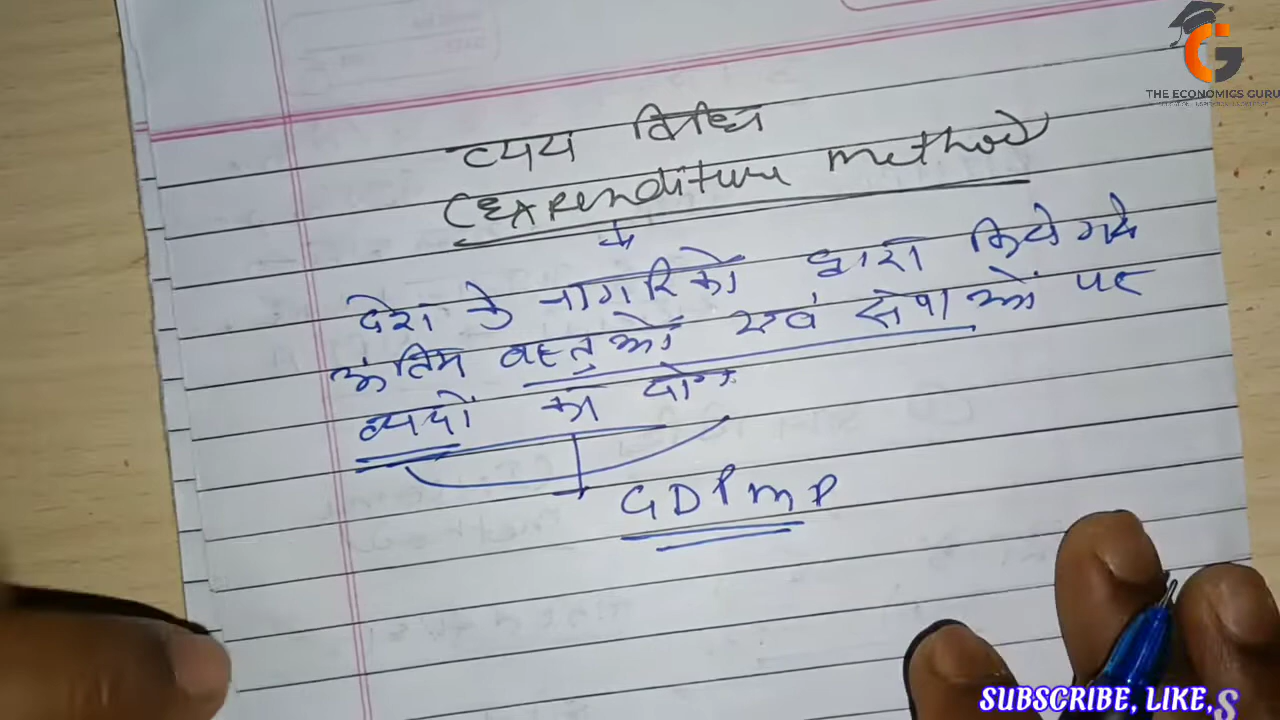 THE ECONOMICS GURU
व्यय विधि
(Expenditure method
देश के नागरिकों द्वारा किये गये
अंतिम वस्तुओं एवं सेवाओं पर
व्ययों का योग
GDPMP
SUBSCRIBE, LIKE, S